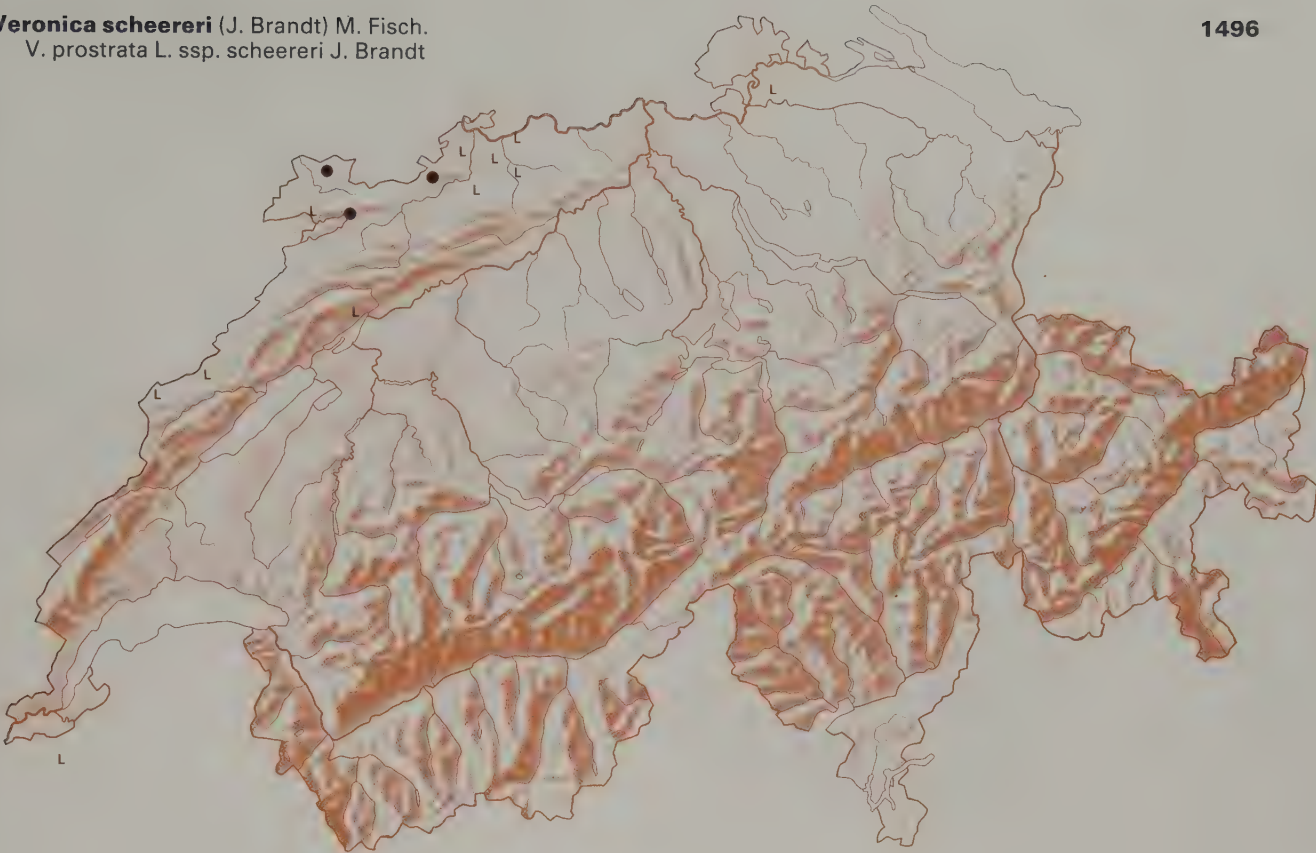 Veronica scheereri (J. Brandt) M. Fisch.
1496
V. prostrata L. ssp. scheereri J. Brandt
L
L
L
L
L
L
L
L
L
L
L